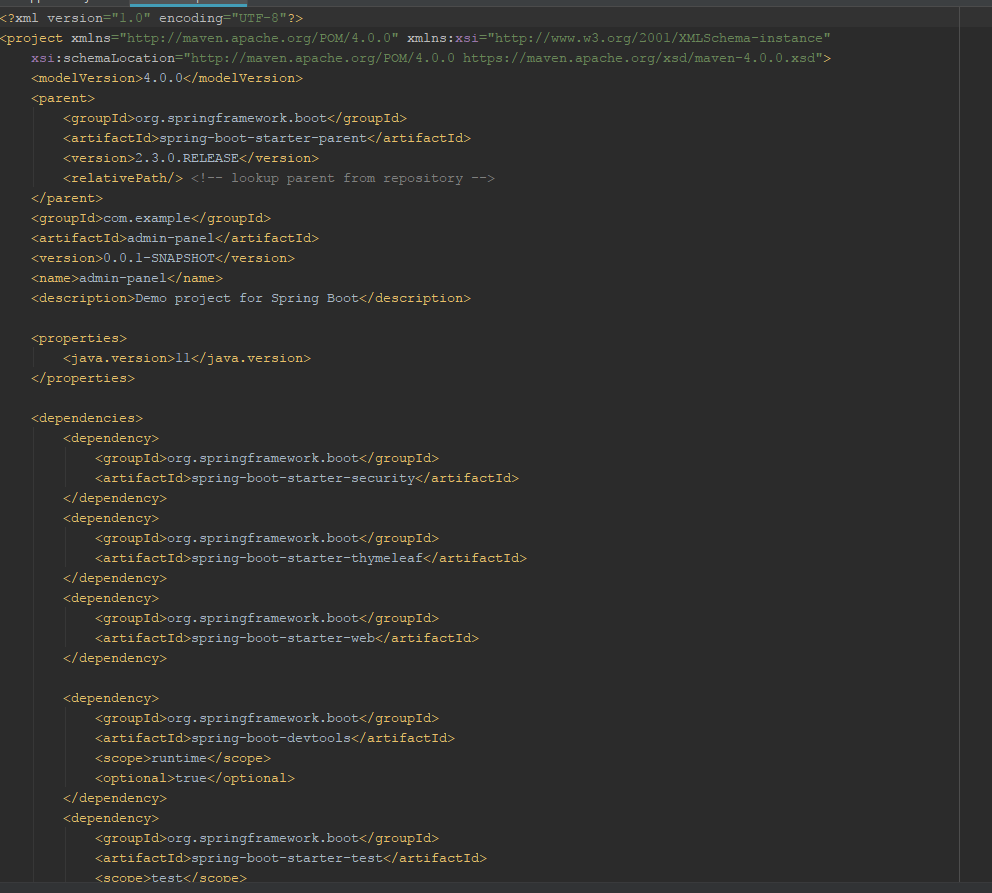 <?xml version="1.0" encoding="UTF-8"?>
<project xmlns="http://maven.apache.org/POM/4.0.0" xmlns:xsi="http://www.w3.org/2001/XMLSchema-instance"
    xsi:schemaLocation="http://maven.apache.org/POM/4.0.0 https://maven.apache.org/xsd/maven-4.0.0.xsd">
    <modelVersion>4.0.0</modelVersion>
    <parent>
        <groupId>org.springframework.boot</groupId>
        <artifactId>spring-boot-starter-parent</artifactId>
        <version>2.3.0.RELEASE</version>
        <relativePath/> <!-- lookup parent from repository -->
    </parent>
    <groupId>com.example</groupId>
    <artifactId>admin-panel</artifactId>
    <version>0.0.1-SNAPSHOT</version>
    <name>admin-panel</name>
    <description>Demo project for Spring Boot</description>

    <properties>
        <java.version>11</java.version>
    </properties>

    <dependencies>
        <dependency>
            <groupId>org.springframework.boot</groupId>
            <artifactId>spring-boot-starter-security</artifactId>
        </dependency>
        <dependency>
            <groupId>org.springframework.boot</groupId>
            <artifactId>spring-boot-starter-thymeleaf</artifactId>
        </dependency>
        <dependency>
            <groupId>org.springframework.boot</groupId>
            <artifactId>spring-boot-starter-web</artifactId>
        </dependency>

        <dependency>
            <groupId>org.springframework.boot</groupId>
            <artifactId>spring-boot-devtools</artifactId>
            <scope>runtime</scope>
            <optional>true</optional>
        </dependency>
        <dependency>
            <groupId>org.springframework.boot</groupId>
            <artifactId>spring-boot-starter-test</artifactId>
            <scope>test</scope>